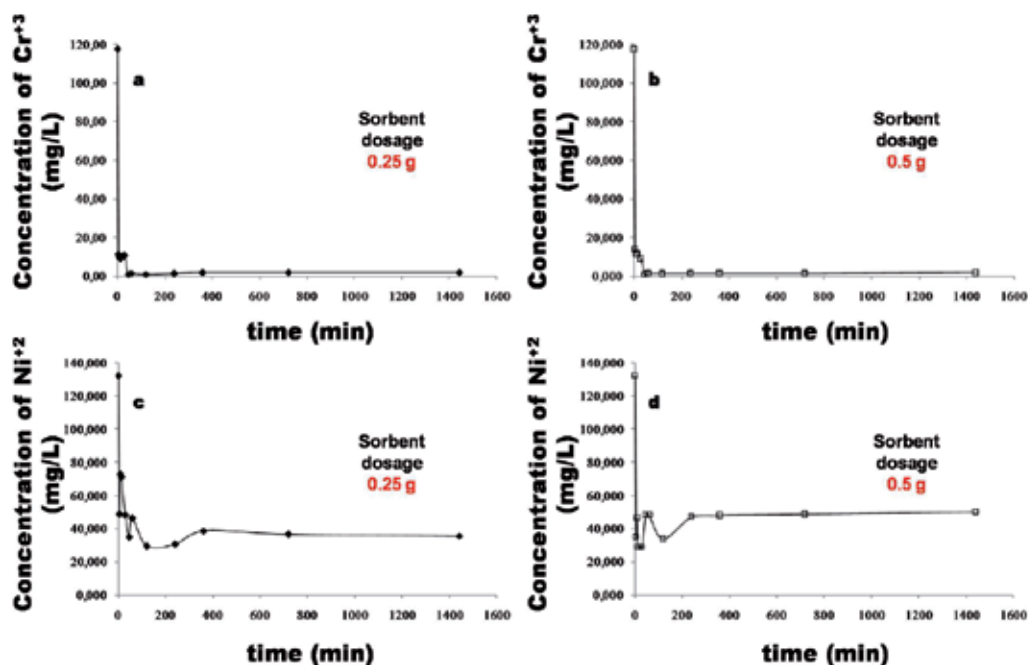 Concentration of Cr⁺³
(mg/L)
120,00
100,00
80,00
60,00
40,00
20,00
0,00
a
Sorbent
dosage
0.25 g
0 200 400 600 800 1000 1200 1400 1600
time (min)
Concentration of Cr⁺³
(mg/L)
120,000
100,000
80,000
60,000
40,000
20,000
0,000
b
Sorbent
dosage
0.5 g
0 200 400 600 800 1000 1200 1400 1600
time (min)
Concentration of Ni⁺²
(mg/L)
140,000
120,000
100,000
80,000
60,000
40,000
20,000
0,000
c
Sorbent
dosage
0.25 g
0 200 400 600 800 1000 1200 1400 1600
time (min)
Concentration of Ni⁺²
(mg/L)
140,000
120,000
100,000
80,000
60,000
40,000
20,000
0,000
d
Sorbent
dosage
0.5 g
0 200 400 600 800 1000 1200 1400 1600
time (min)